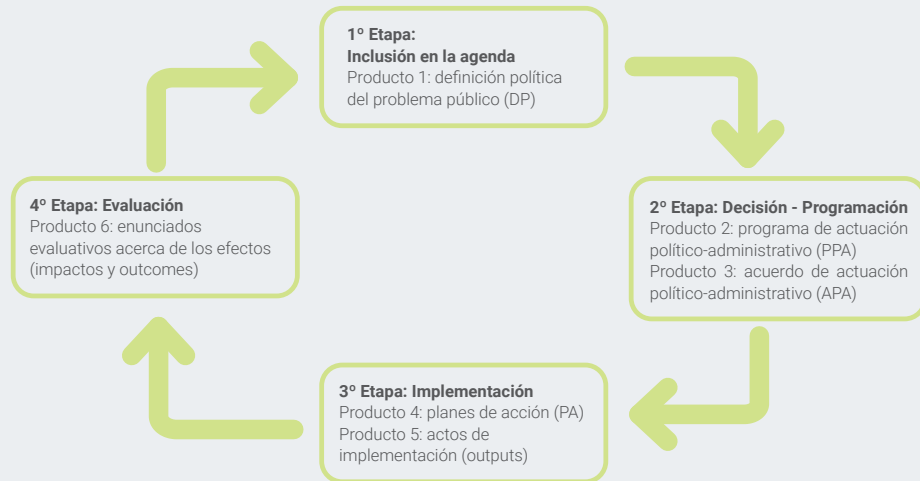 1º Etapa:
Inclusión en la agenda
Producto 1: definición política
del problema público (DP)
2º Etapa: Decisión - Programación
Producto 2: programa de actuación
político-administrativo (PPA)
Producto 3: acuerdo de actuación
político-administrativo (APA)
3º Etapa: Implementación
Producto 4: planes de acción (PA)
Producto 5: actos de
implementación (outputs)
4º Etapa: Evaluación
Producto 6: enunciados
evaluativos acerca de los efectos
(impactos y outcomes)